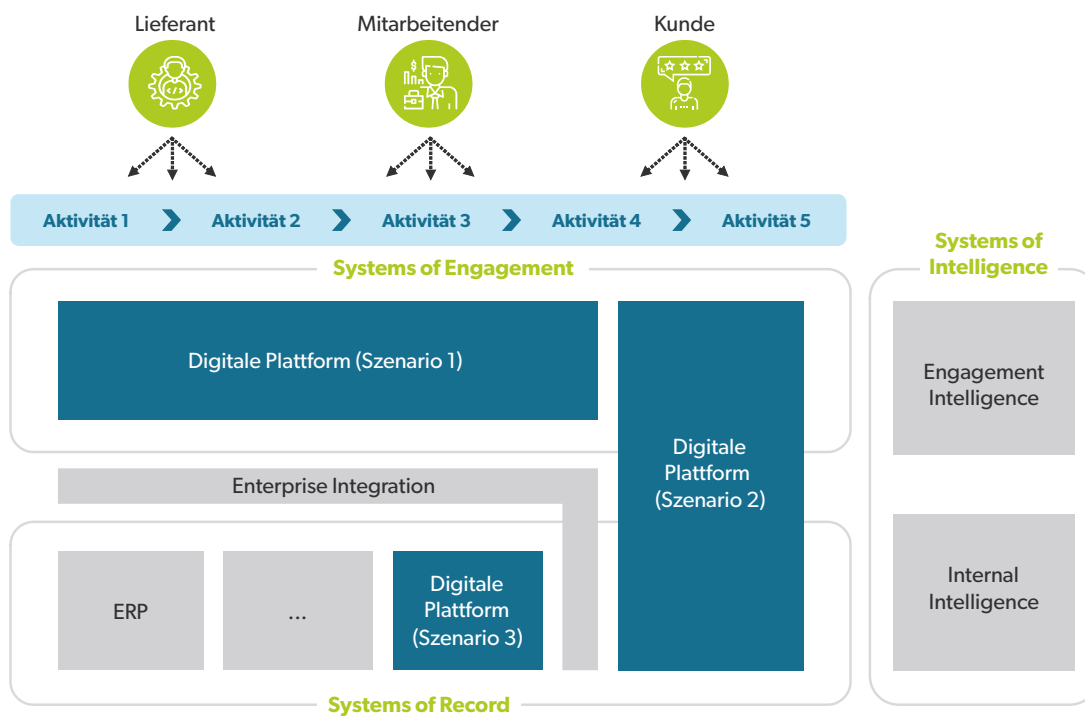 Lieferant
Mitarbeitender
Kunde
$
</>
Aktivität 1
Aktivität 2
Aktivität 3
Aktivität 4
Aktivität 5
Systems of Engagement
Digitale Plattform (Szenario 1)
Digitale
Plattform
(Szenario 2)
Enterprise Integration
ERP
...
Digitale
Plattform
(Szenario 3)
Systems of Record
Systems of
Intelligence
Engagement
Intelligence
Internal
Intelligence